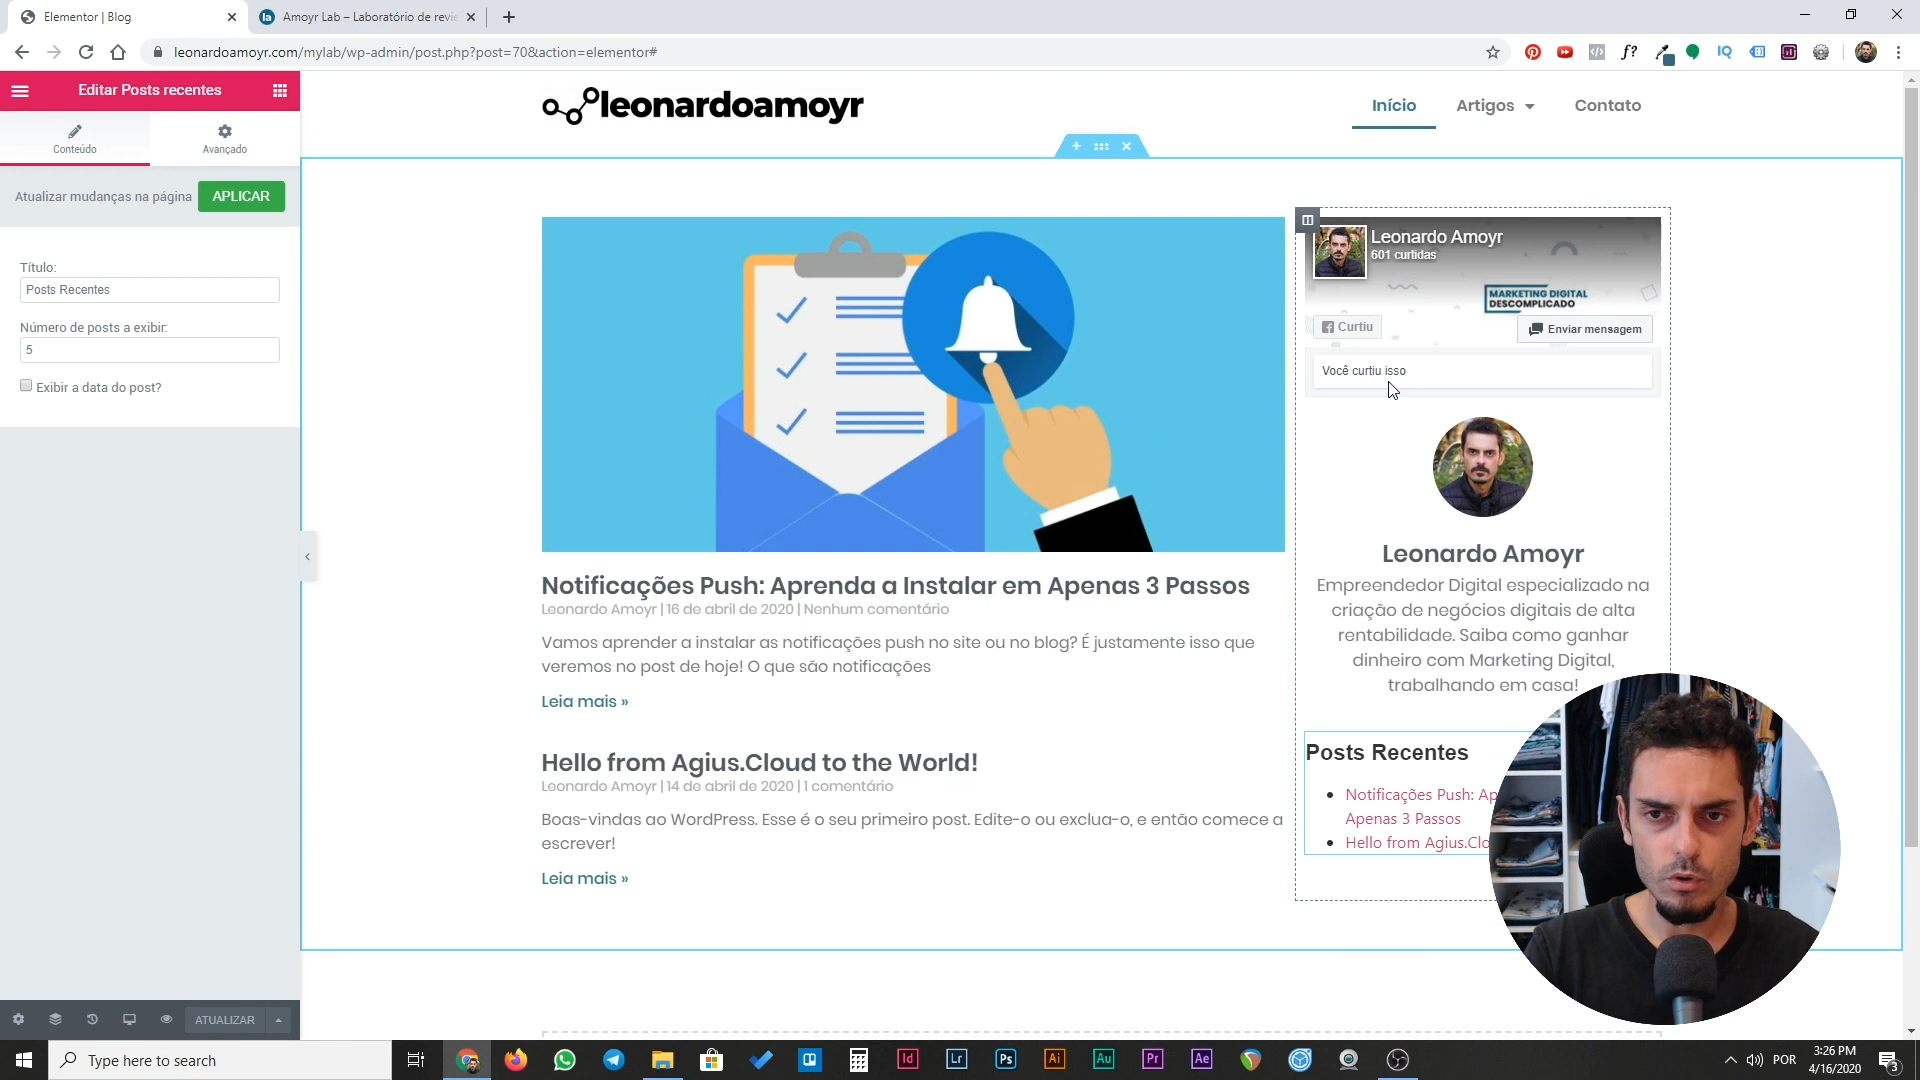 Elementor | Blog
Amoyr Lab – Laboratório de revie
leonardoamoyr.com/mylab/wp-admin/post.php?post=70&action=elementor#
Editar Posts recentes
Conteúdo
Avançado
Atualizar mudanças na página
APLICAR
Título:
Posts Recentes
Número de posts a exibir:
5
Exibir a data do post?
ATUALIZAR
leonardoamoyr
Início
Artigos
Contato
Notificações Push: Aprenda a Instalar em Apenas 3 Passos
Leonardo Amoyr | 16 de abril de 2020 | Nenhum comentário
Vamos aprender a instalar as notificações push no site ou no blog? É justamente isso que
veremos no post de hoje! O que são notificações
Leia mais »
Hello from Agius.Cloud to the World!
Leonardo Amoyr | 14 de abril de 2020 | 1 comentário
Boas-vindas ao WordPress. Esse é o seu primeiro post. Edite-o ou exclua-o, e então comece a
escrever!
Leia mais »
Leonardo Amoyr
601 curtidas
MARKETING DIGITAL
DESCOMPLICADO
Curtiu
Enviar mensagem
Você curtiu isso
Leonardo Amoyr
Empreendedor Digital especializado na
criação de negócios digitais de alta
rentabilidade. Saiba como ganhar
dinheiro com Marketing Digital,
trabalhando em casa!
Posts Recentes
Notificações Push: Ap
Apenas 3 Passos
Hello from Agius.Clo
Type here to search
Id
Lr
Ps
Ai
Au
Pr
Ae
POR
3:26 PM
4/16/2020
3